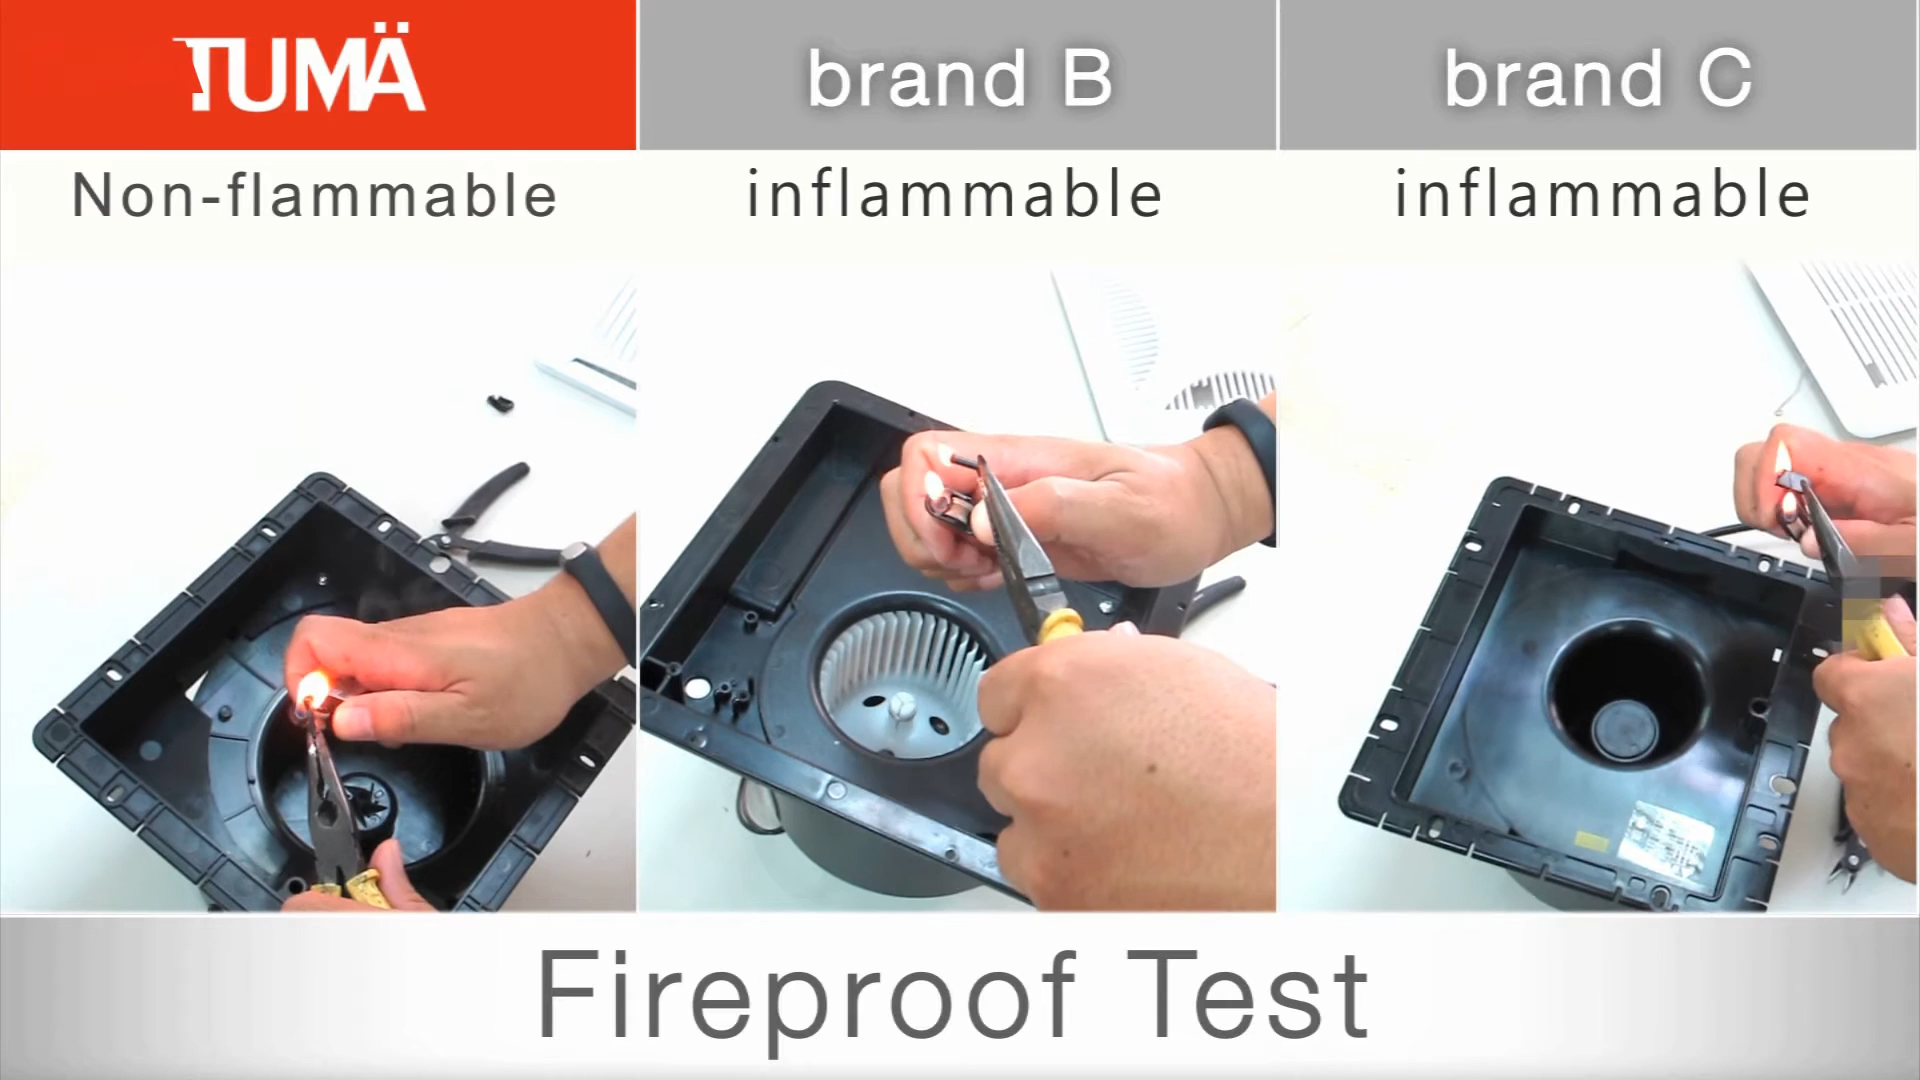 TUMÄ
brand B
brand C
Non-flammable
inflammable
inflammable
Fireproof Test